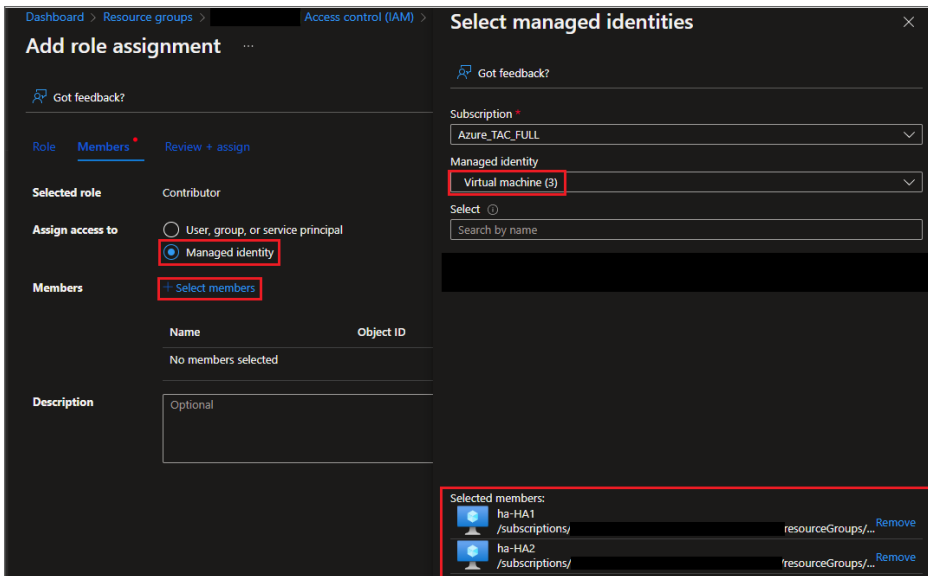 Dashboard > Resource groups > Access control (IAM) >
Add role assignment ...
Got feedback?
Role Members Review + assign
Selected role Contributor
Assign access to User, group, or service principal
Managed identity
Members + Select members
Name Object ID
No members selected
Description Optional
Select managed identities
Got feedback?
Subscription *
Azure_TAC_FULL
Managed identity
Virtual machine (3)
Select
Search by name
Selected members:
ha-HA1
/subscriptions/ resourceGroups/... Remove
ha-HA2
/subscriptions/ /resourceGroups/... Remove